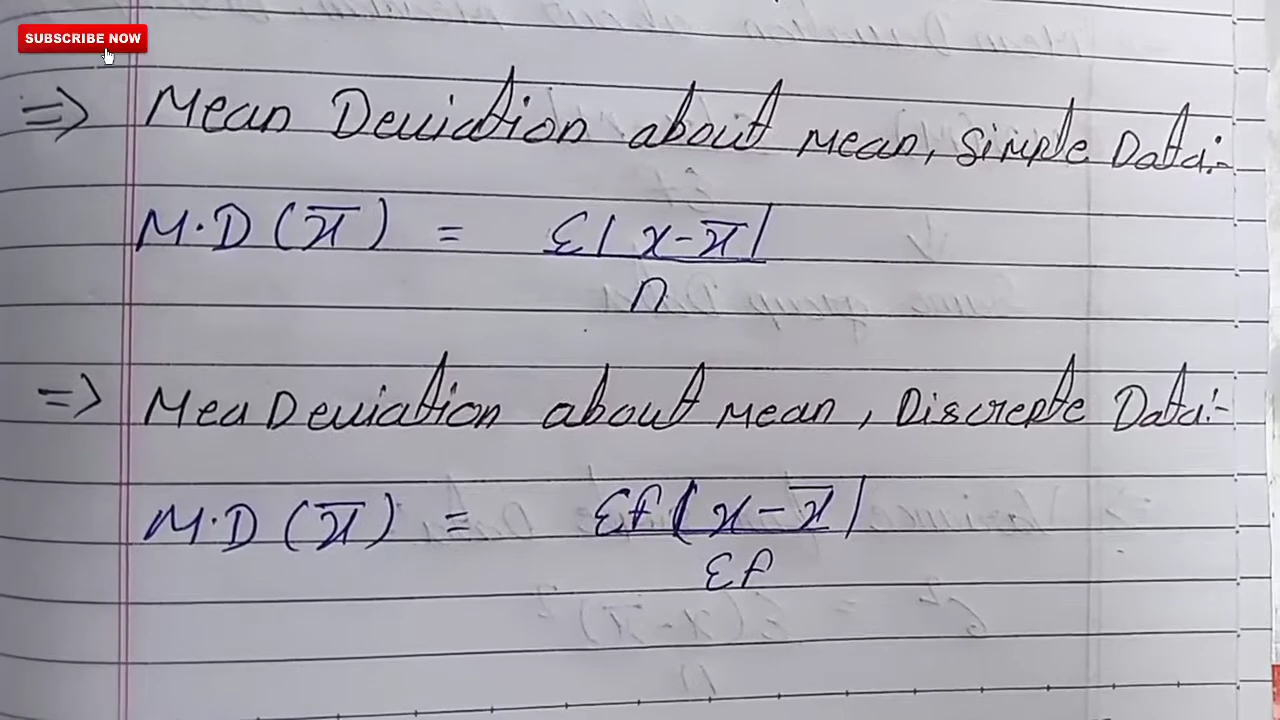 SUBSCRIBE NOW
=> Mean Deviation about mean, Simple Data:-
M.D (x̄) = Σ|x-x̄|
n
=> Mea Deviation about Mean, Discrete Data:-
M.D (x̄) = Σf|x-x̄|
Σf